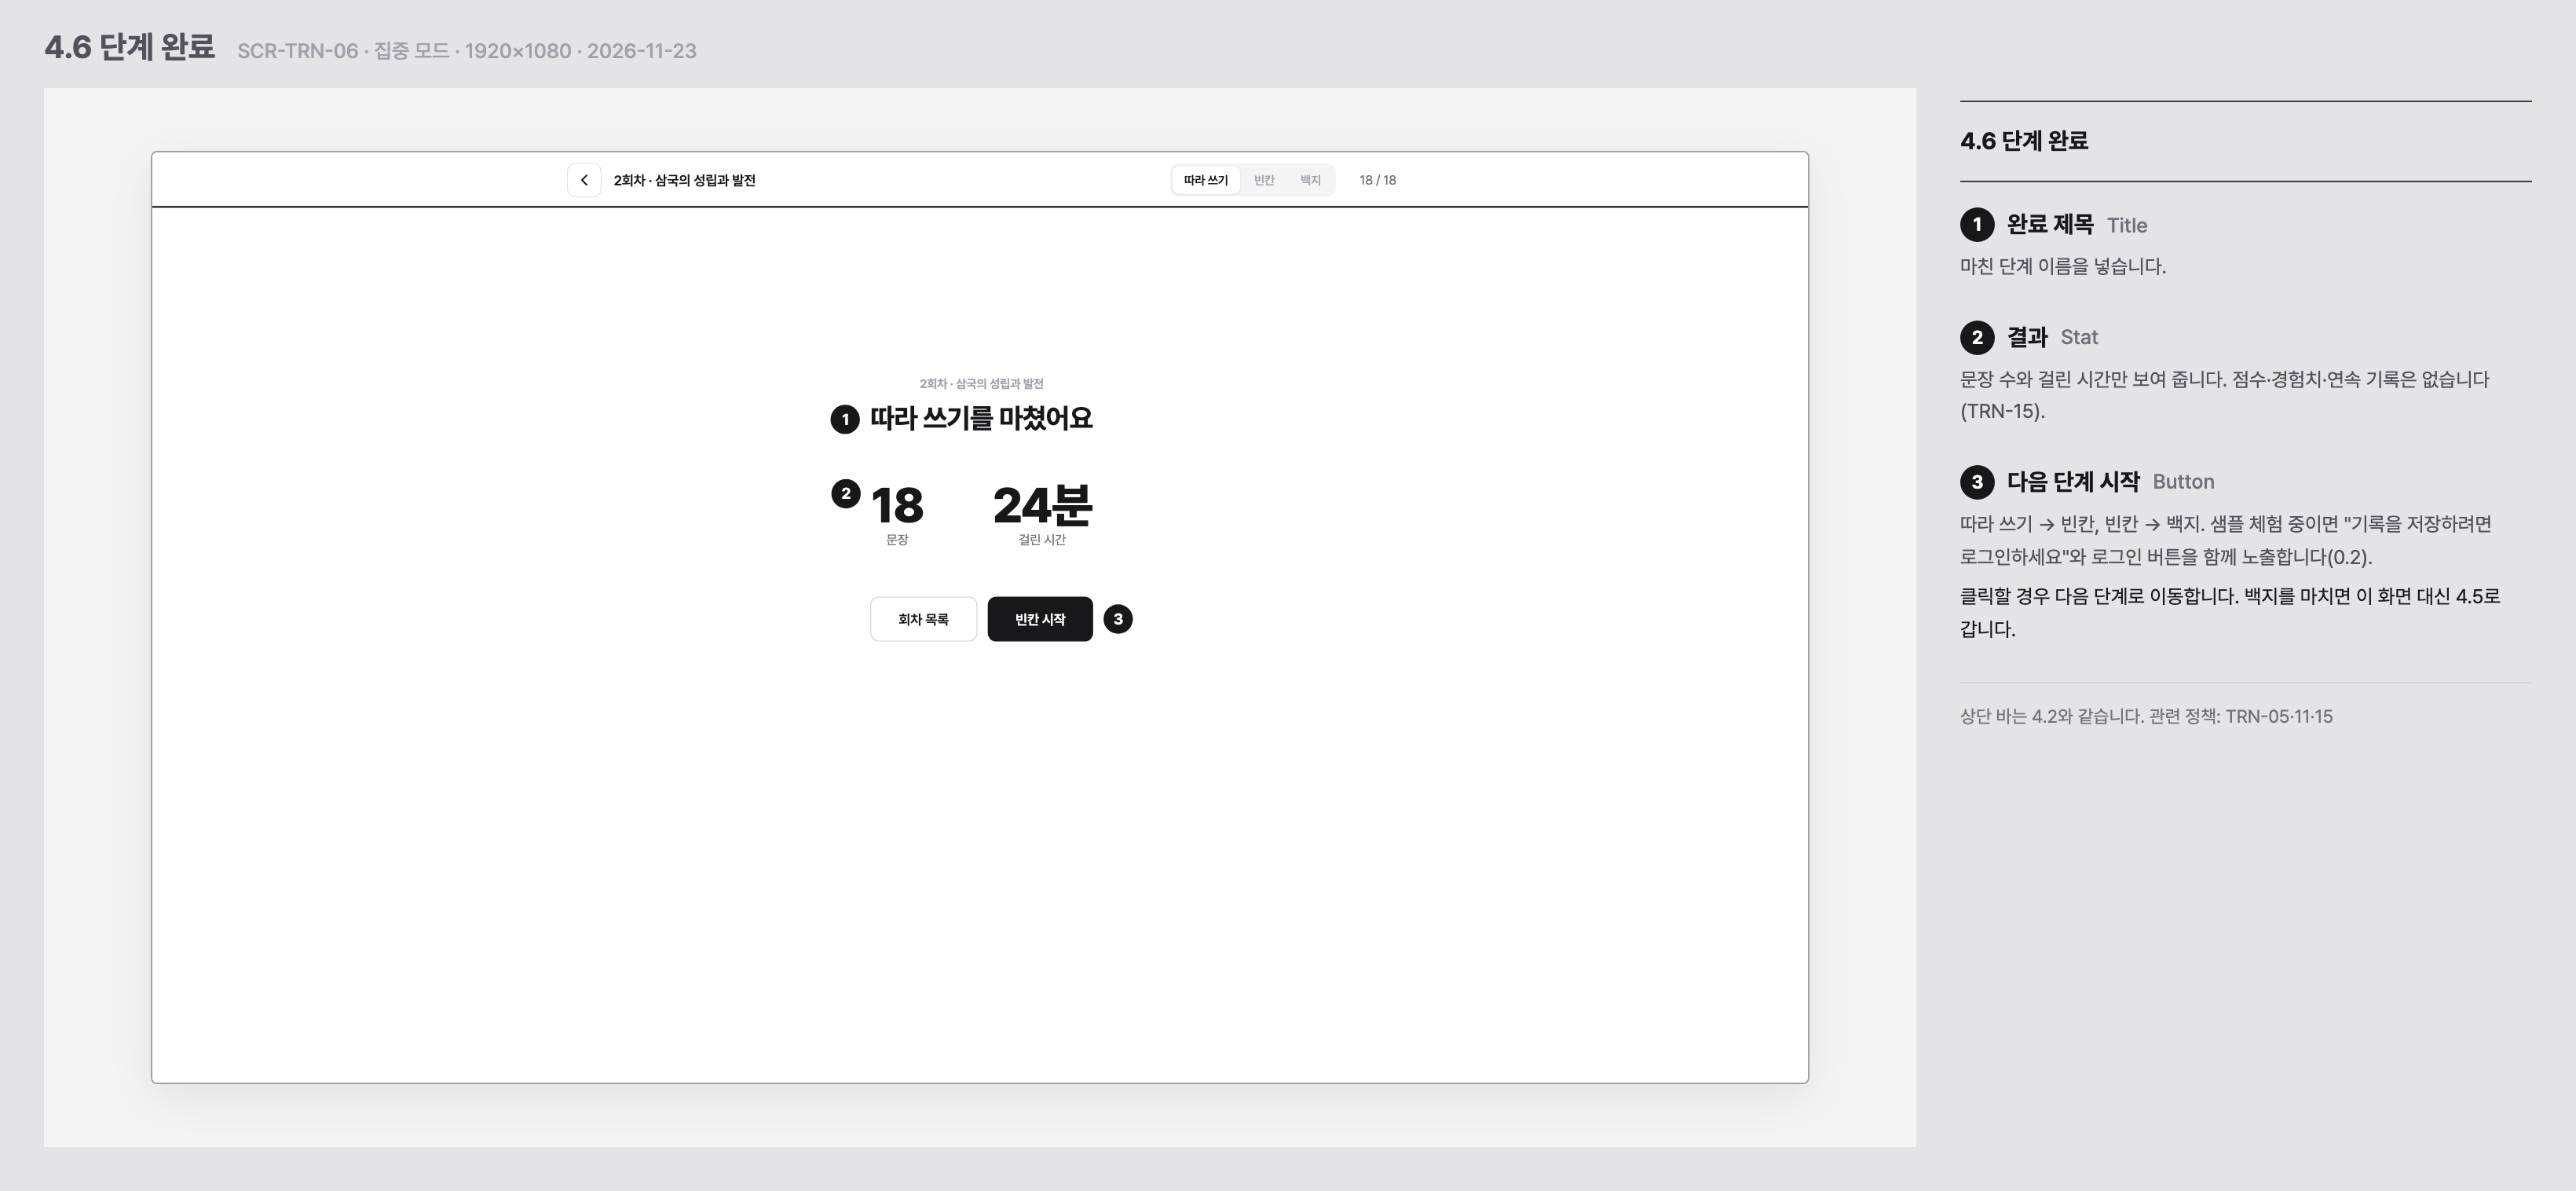 4.6 단계 완료 SCR-TRN-06 · 집중 모드 · 1920×1080 · 2026-11-23
2회차 · 삼국의 성립과 발전
따라 쓰기 빈칸 백지 18 / 18
2회차 · 삼국의 성립과 발전
1 따라 쓰기를 마쳤어요
2 18 24분
문장 걸린 시간
회차 목록 빈칸 시작 3
4.6 단계 완료
1 완료 제목 Title
마친 단계 이름을 넣습니다.
2 결과 Stat
문장 수와 걸린 시간만 보여 줍니다. 점수·경험치·연속 기록은 없습니다
(TRN-15).
3 다음 단계 시작 Button
따라 쓰기 → 빈칸, 빈칸 → 백지. 샘플 체험 중이면 "기록을 저장하려면
로그인하세요"와 로그인 버튼을 함께 노출합니다(0.2).
클릭할 경우 다음 단계로 이동합니다. 백지를 마치면 이 화면 대신 4.5로
갑니다.
상단 바는 4.2와 같습니다. 관련 정책: TRN-05·11·15